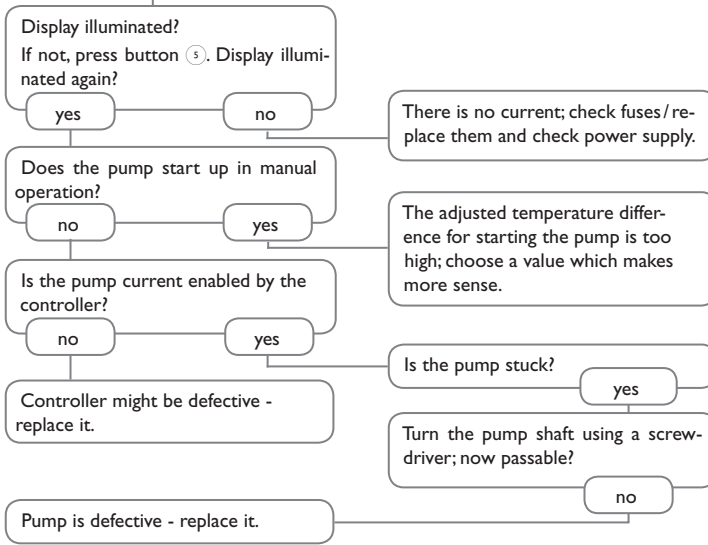 Display illuminated?
If not, press button ⑤. Display illumi-
nated again?
yes
no
There is no current; check fuses/re-
place them and check power supply.
Does the pump start up in manual
operation?
no
yes
The adjusted temperature differ-
ence for starting the pump is too
high; choose a value which makes
more sense.
Is the pump current enabled by the
controller?
no
yes
Is the pump stuck?
yes
Controller might be defective -
replace it.
Turn the pump shaft using a screw-
driver; now passable?
no
Pump is defective - replace it.